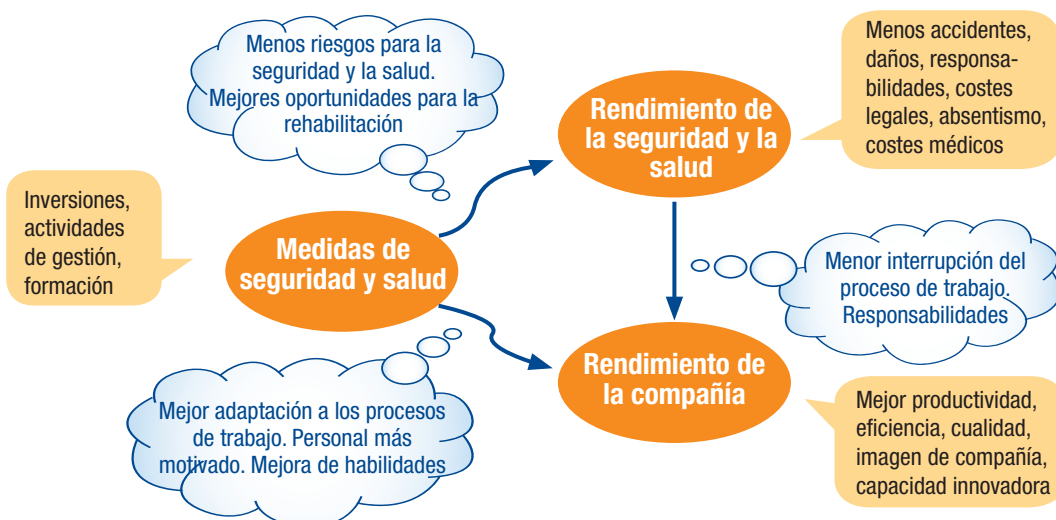 Menos riesgos para la
seguridad y la salud.
Mejores oportunidades para la
rehabilitación
Rendimiento de
la seguridad y la
salud
Menos accidentes,
daños, responsa-
bilidades, costes
legales, absentismo,
costes médicos
Inversiones,
actividades
de gestión,
formación
Medidas de
seguridad y salud
Menor interrupción del
proceso de trabajo.
Responsabilidades
Rendimiento de
la compañía
Mejor adaptación a los procesos
de trabajo. Personal más
motivado. Mejora de habilidades
Mejor productividad,
eficiencia, cualidad,
imagen de compañía,
capacidad innovadora